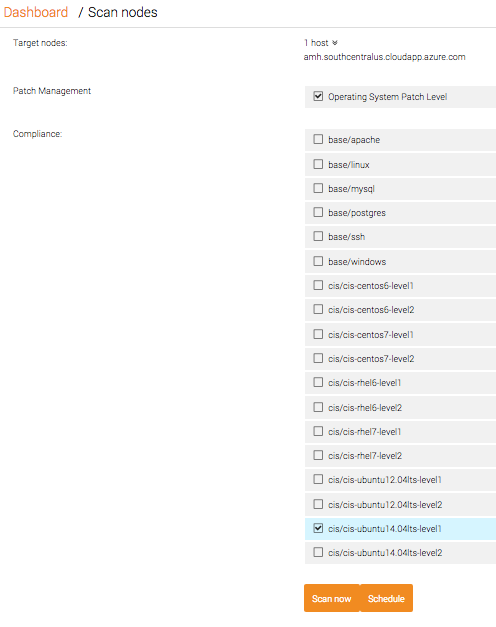 Dashboard / Scan nodes
Target nodes:
1 host
amh.southcentralus.cloudapp.azure.com
Patch Management
Operating System Patch Level
Compliance:
base/apache
base/linux
base/mysql
base/postgres
base/ssh
base/windows
cis/cis-centos6-level1
cis/cis-centos6-level2
cis/cis-centos7-level1
cis/cis-centos7-level2
cis/cis-rhel6-level1
cis/cis-rhel6-level2
cis/cis-rhel7-level1
cis/cis-rhel7-level2
cis/cis-ubuntu12.04lts-level1
cis/cis-ubuntu12.04lts-level2
cis/cis-ubuntu14.04lts-level1
cis/cis-ubuntu14.04lts-level2
Scan now Schedule